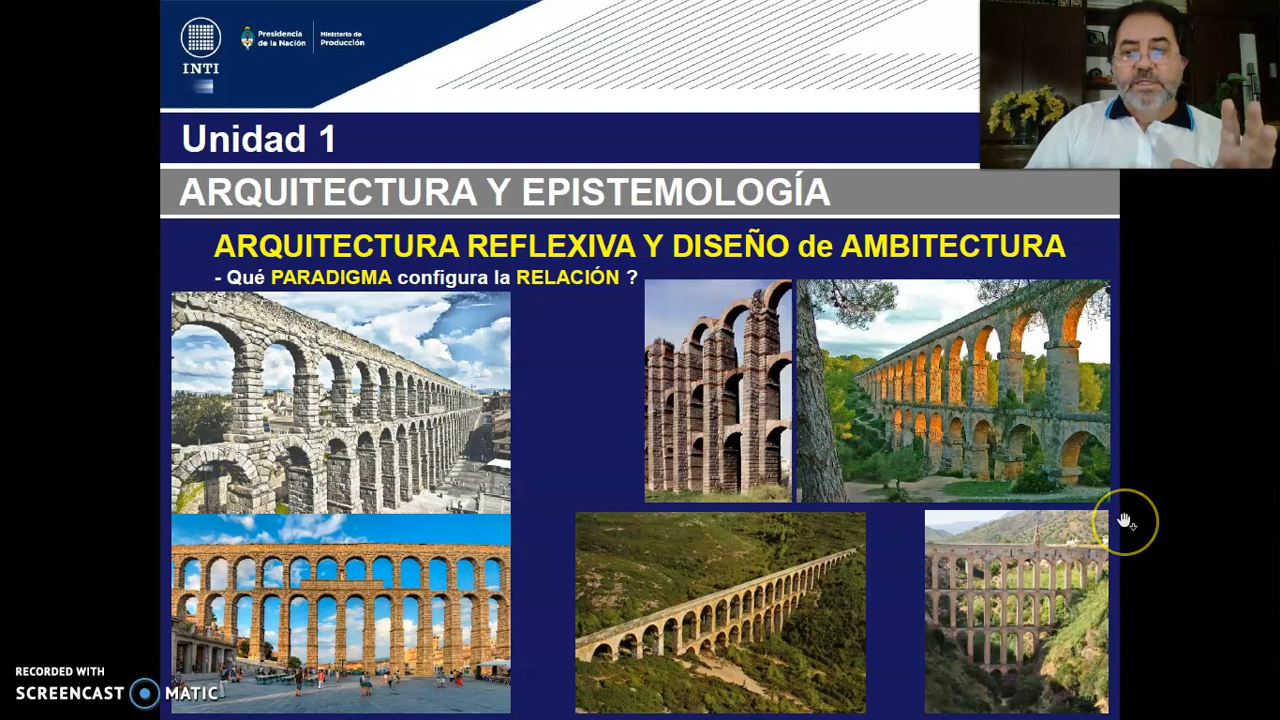 INTI
Presidencia
de la Nación
Ministerio de
Producción
Unidad 1
ARQUITECTURA Y EPISTEMOLOGÍA
ARQUITECTURA REFLEXIVA Y DISEÑO de AMBITECTURA
- Qué PARADIGMA configura la RELACIÓN ?
RECORDED WITH
SCREENCAST MATIC